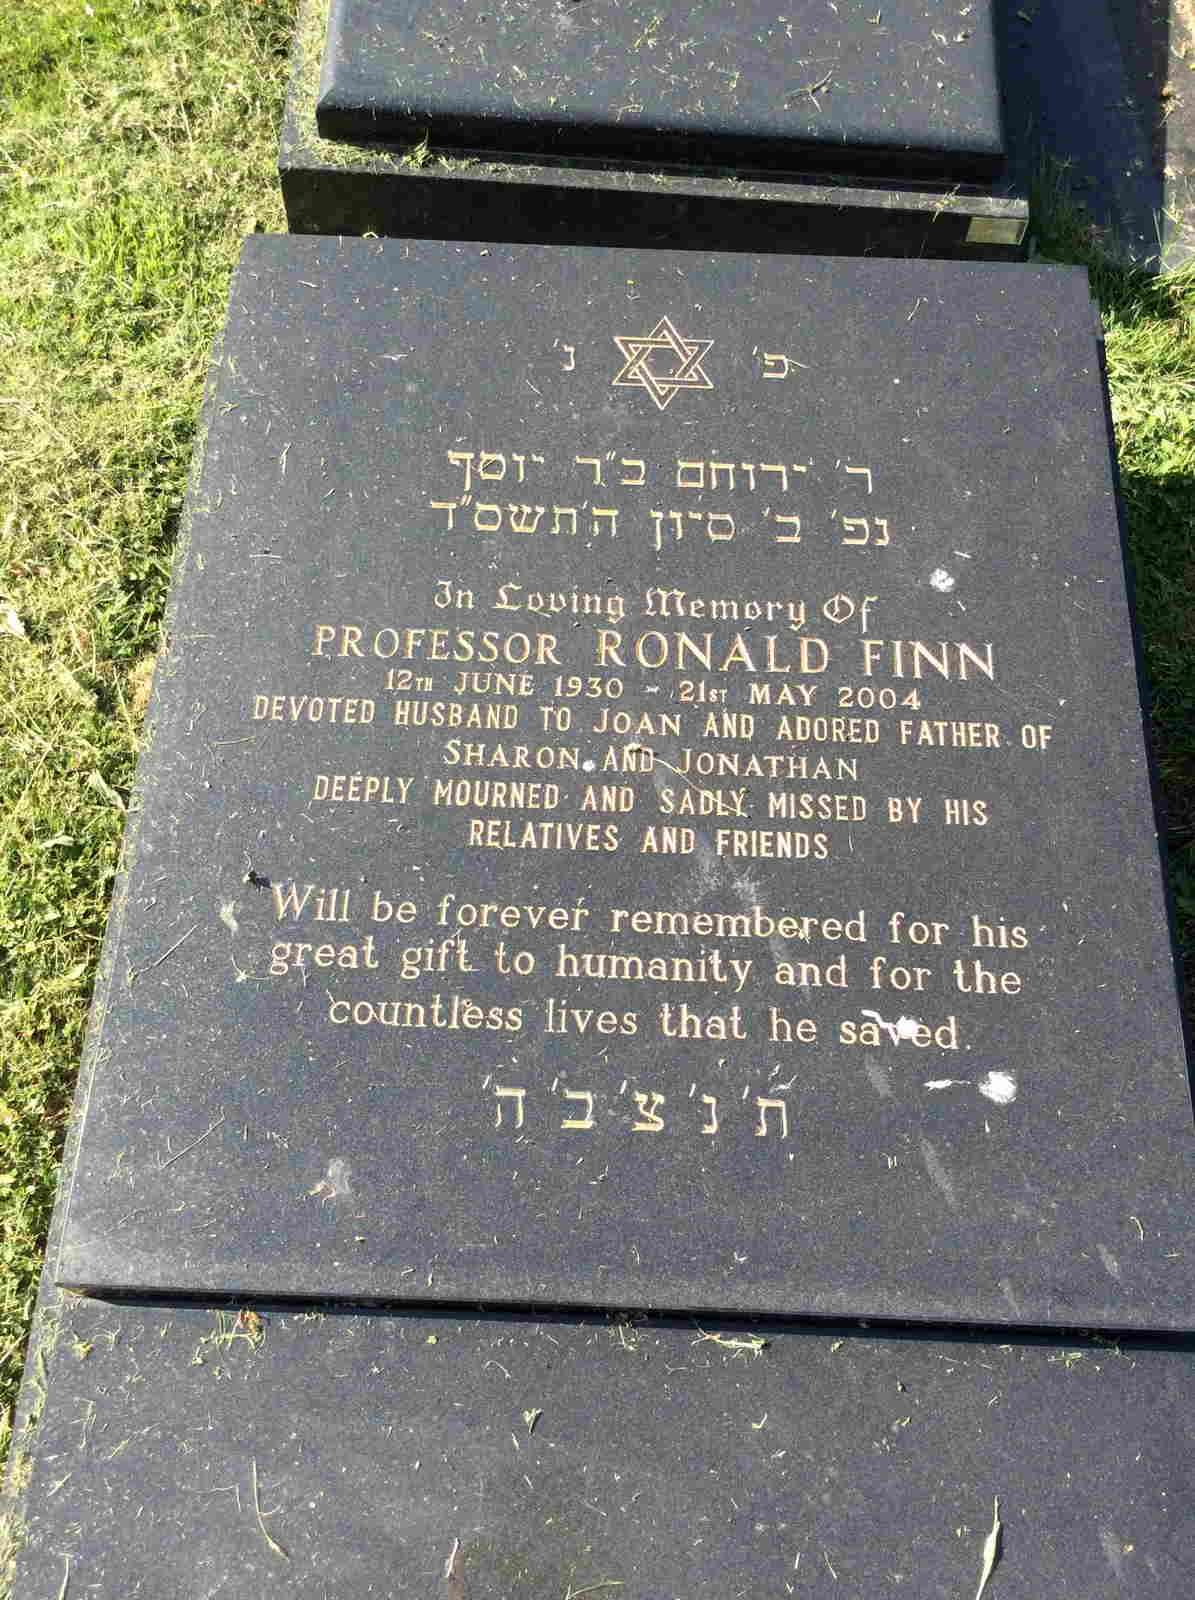 פ' נ'
ר' ירוחם ב"ר יוסף
נפ' ב' סיון ה'תשס"ד
In Loving Memory Of
PROFESSOR RONALD FINN
12TH JUNE 1930 - 21ST MAY 2004
DEVOTED HUSBAND TO JOAN AND ADORED FATHER OF
SHARON AND JONATHAN
DEEPLY MOURNED AND SADLY MISSED BY HIS
RELATIVES AND FRIENDS
Will be forever remembered for his
great gift to humanity and for the
countless lives that he saved.
ת' נ' צ' ב' ה'